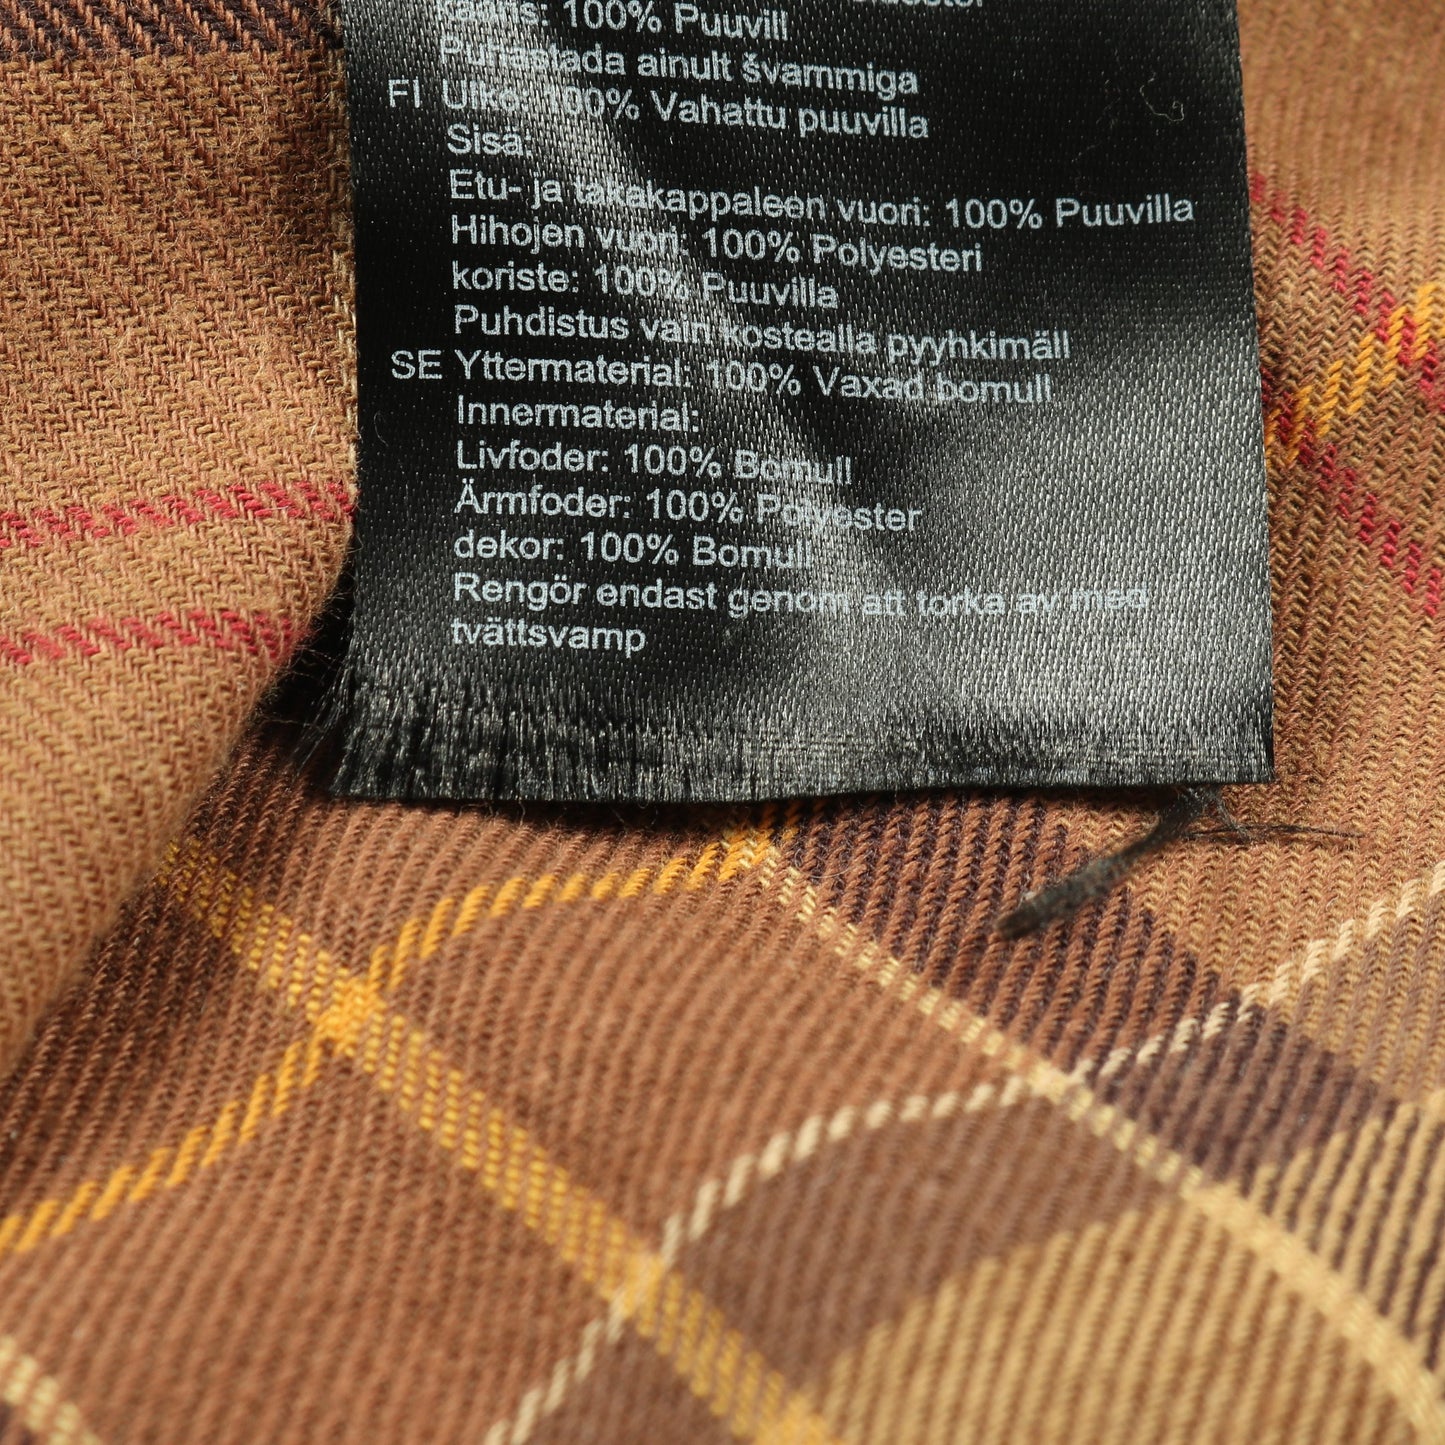 100% Puuvill
Puhastada ainult švammiga
FI Ulko: 100% Vahattu puuvilla
Sisä:
Etu- ja takakappaleen vuori: 100% Puuvilla
Hihojen vuori: 100% Polyesteri
koriste: 100% Puuvilla
Puhdistus vain kostealla pyyhkimäll
SE Yttermaterial: 100% Vaxad bomull
Innermaterial:
Livfoder: 100% Bomull
Ärmfoder: 100% Polyester
dekor: 100% Bomull
Rengör endast genom att torka av med
tvättsvamp